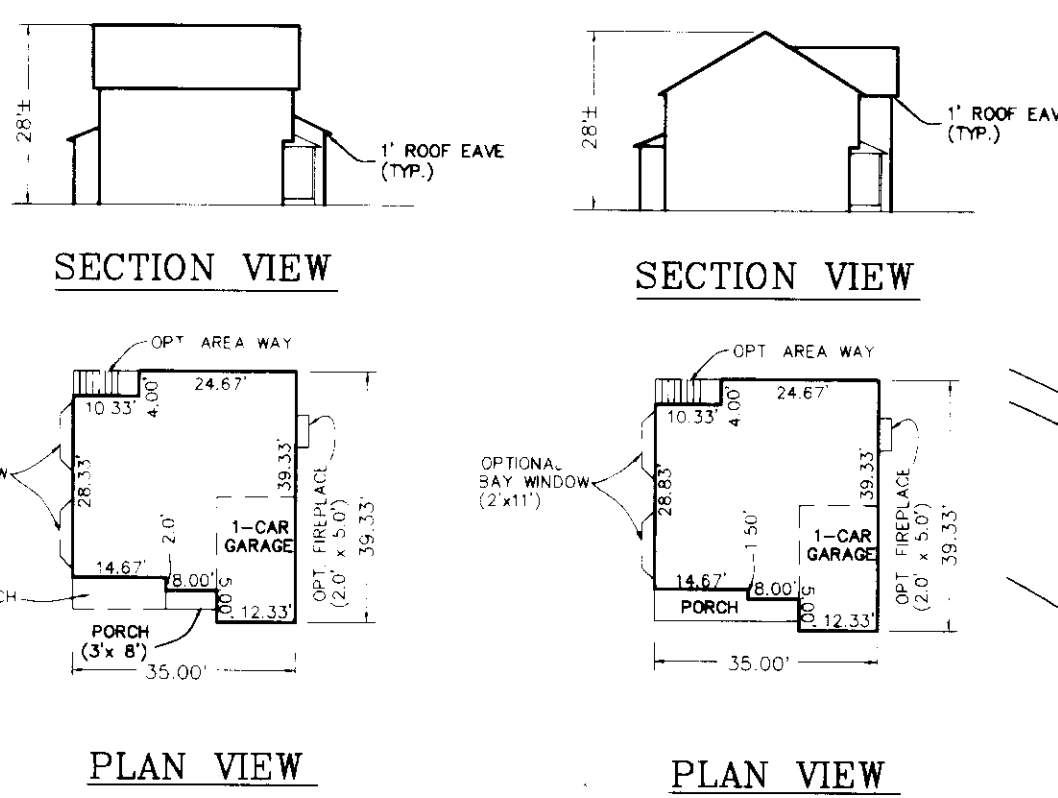 28'±
1' ROOF EAVE
(TYP.)
SECTION VIEW
28'±
1' ROOF EAV
(TYP.)
SECTION VIEW
OPT AREA WAY
24.67'
10.33'
4.00'
W
28.33'
39.33'
OPT. FIREPLACE
(2.0' x 5.0')
39.33'
2.0'
1-CAR
GARAGE
14.67'
8.00'
5.00'
12.33'
CH
PORCH
(3'x 8')
35.00'
PLAN VIEW
OPT AREA WAY
24.67'
10.33'
4.00'
OPTIONAL
BAY WINDOW
(2'x11')
28.83'
39.33'
OPT FIREPLACE
(2.0' x 5.0')
39.33'
1.50'
1-CAR
GARAGE
14.67'
8.00'
5.00'
12.33'
PORCH
35.00'
PLAN VIEW